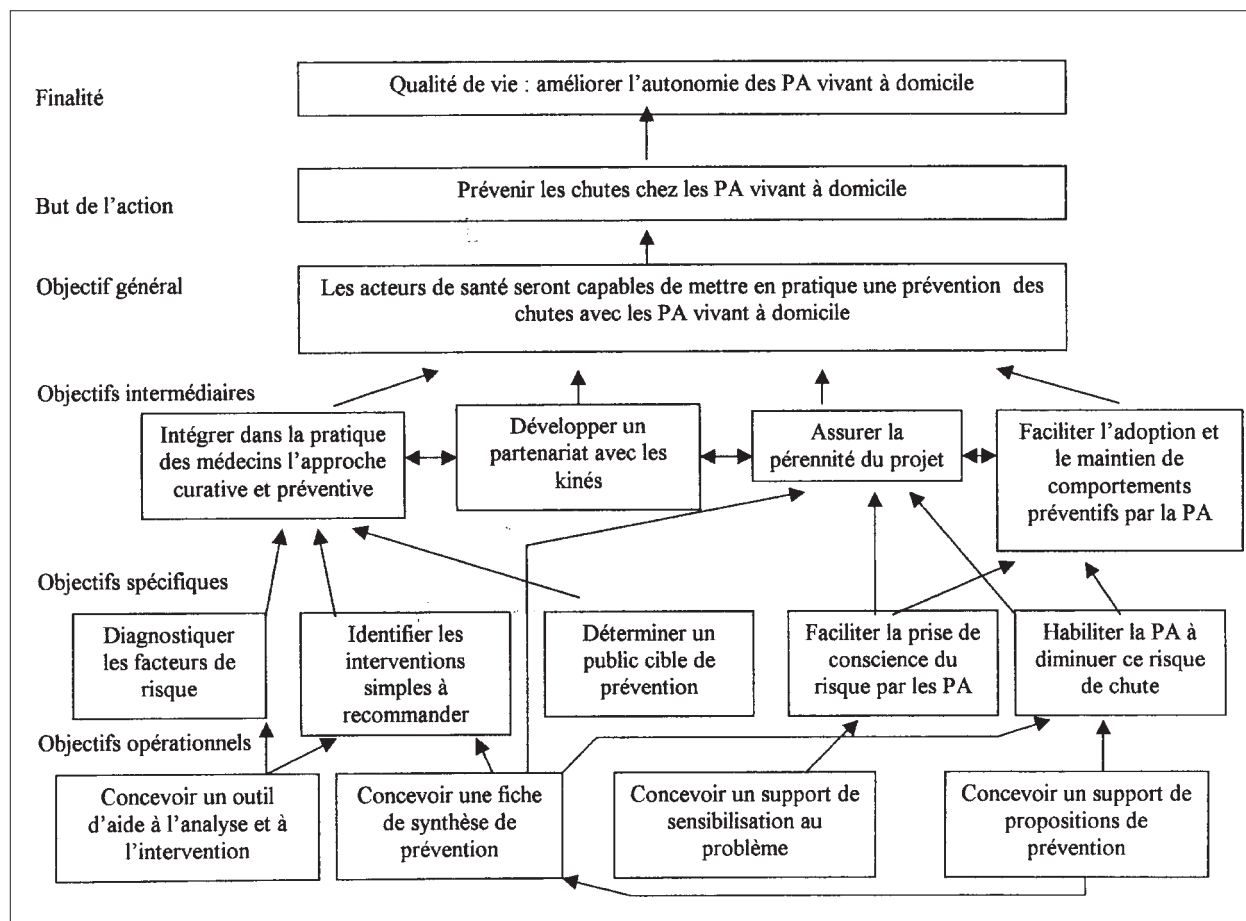 Finalité
Qualité de vie : améliorer l'autonomie des PA vivant à domicile
But de l'action
Prévenir les chutes chez les PA vivant à domicile
Objectif général
Les acteurs de santé seront capables de mettre en pratique une prévention des
chutes avec les PA vivant à domicile
Objectifs intermédiaires
Intégrer dans la pratique
des médecins l'approche
curative et préventive
Développer un
partenariat avec les
kinés
Assurer la
pérennité du projet
Faciliter l'adoption et
le maintien de
comportements
préventifs par la PA
Objectifs spécifiques
Diagnostiquer
les facteurs de
risque
Identifier les
interventions
simples à
recommander
Déterminer un
public cible de
prévention
Faciliter la prise de
conscience du
risque par les PA
Habiliter la PA à
diminuer ce risque
de chute
Objectifs opérationnels
Concevoir un outil
d'aide à l'analyse et à
l'intervention
Concevoir une fiche
de synthèse de
prévention
Concevoir un support de
sensibilisation au
problème
Concevoir un support de
propositions de
prévention